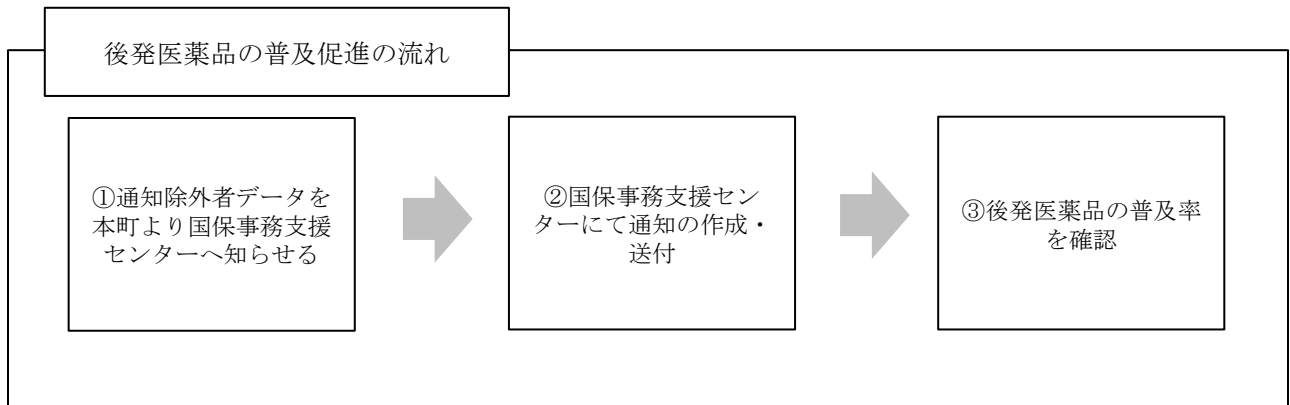 後発医薬品の普及促進の流れ
①通知除外者データを
本町より国保事務支援
センターへ知らせる
②国保事務支援セン
ターにて通知の作成・
送付
③後発医薬品の普及率
を確認